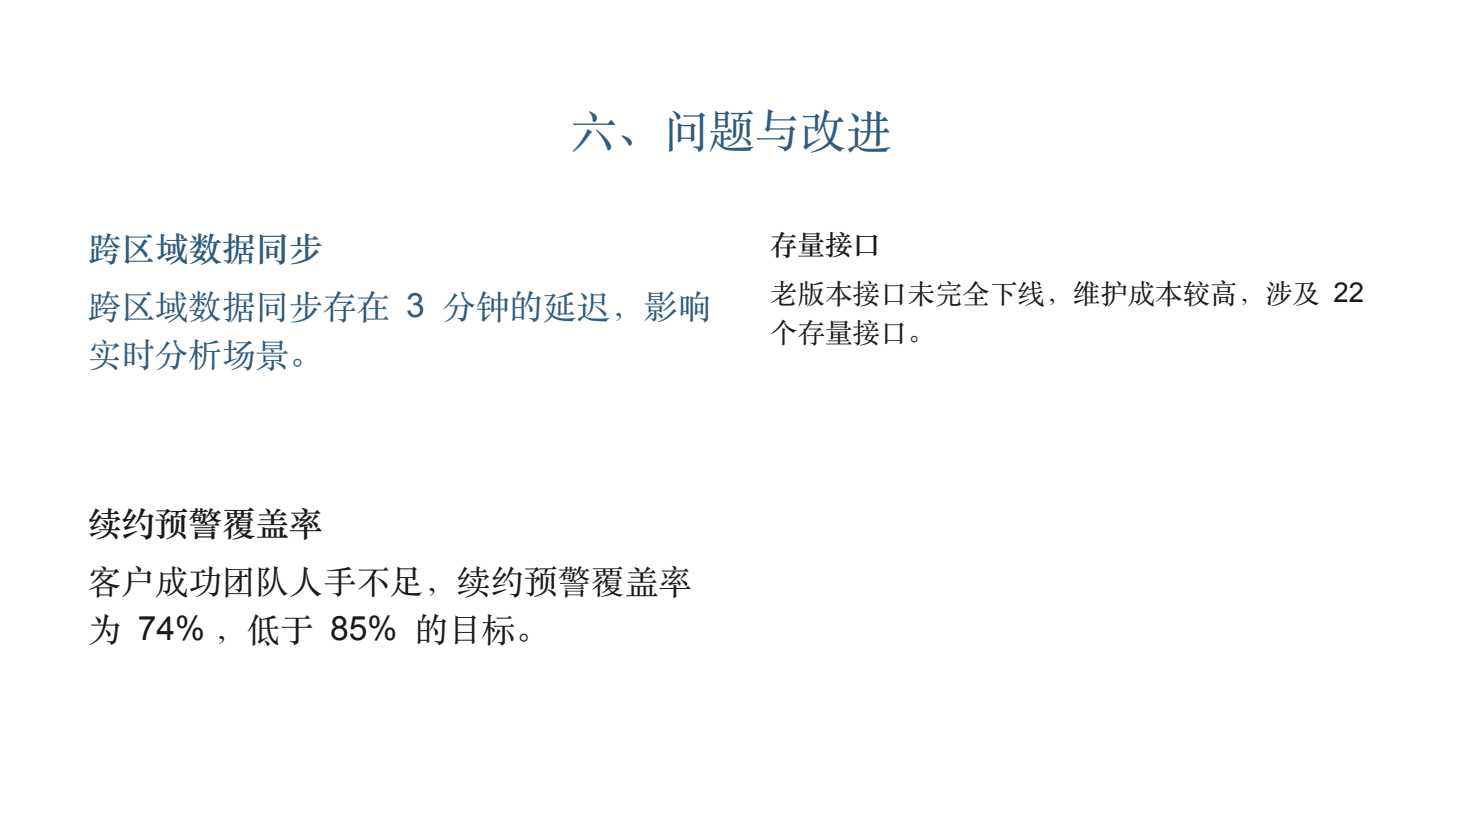 六、问题与改进
跨区域数据同步
跨区域数据同步存在 3 分钟的延迟，影响
实时分析场景。
存量接口
老版本接口未完全下线，维护成本较高，涉及 22
个存量接口。
续约预警覆盖率
客户成功团队人手不足，续约预警覆盖率
为 74%，低于 85% 的目标。